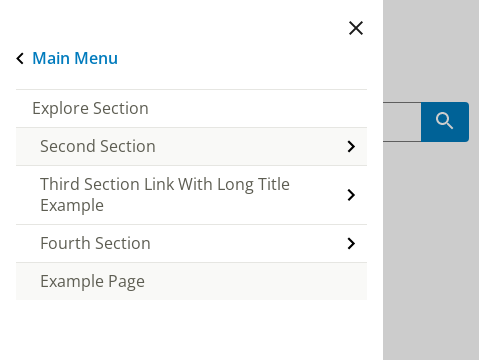 Main Menu
Explore Section
Second Section
Third Section Link With Long Title
Example
Fourth Section
Example Page